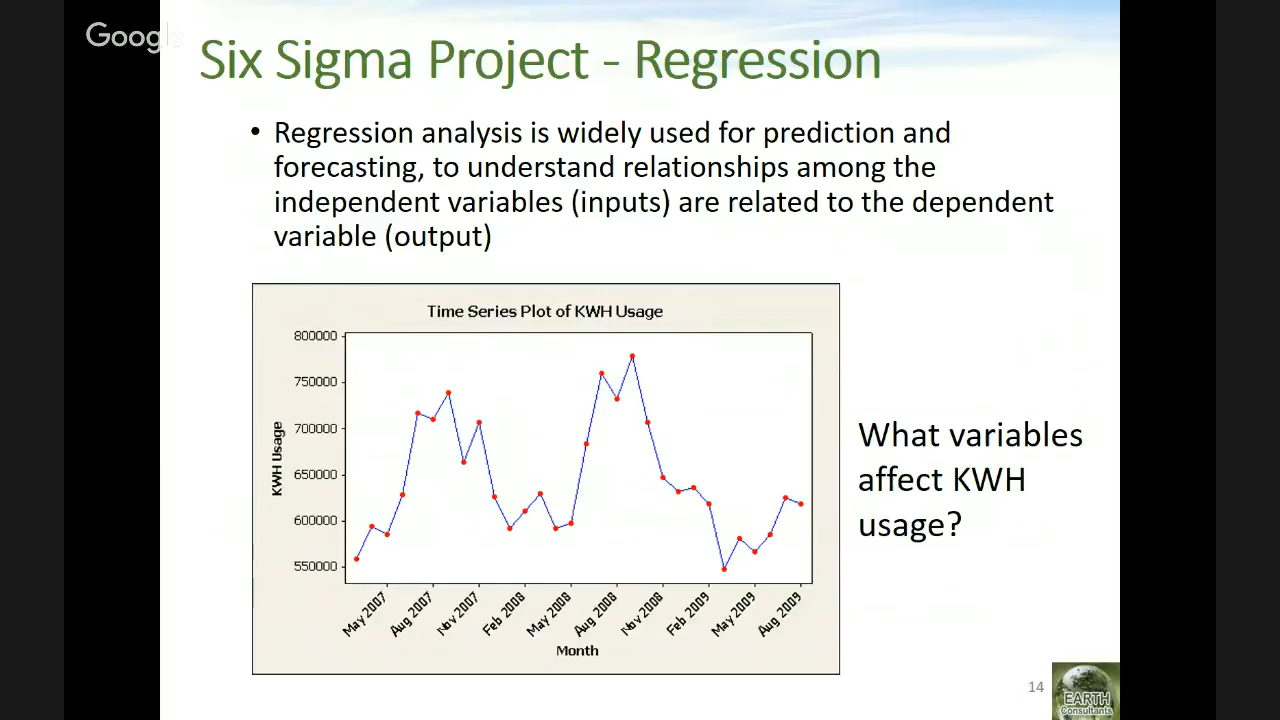 Google
Six Sigma Project - Regression
• Regression analysis is widely used for prediction and
forecasting, to understand relationships among the
independent variables (inputs) are related to the dependent
variable (output)
Time Series Plot of KWH Usage
800000
750000
700000
650000
600000
550000
KWH Usage
May 2007
Aug 2007
Nov 2007
Feb 2008
May 2008
Aug 2008
Nov 2008
Feb 2009
May 2009
Aug 2009
Month
What variables
affect KWH
usage?
14
EARTH
Consultants